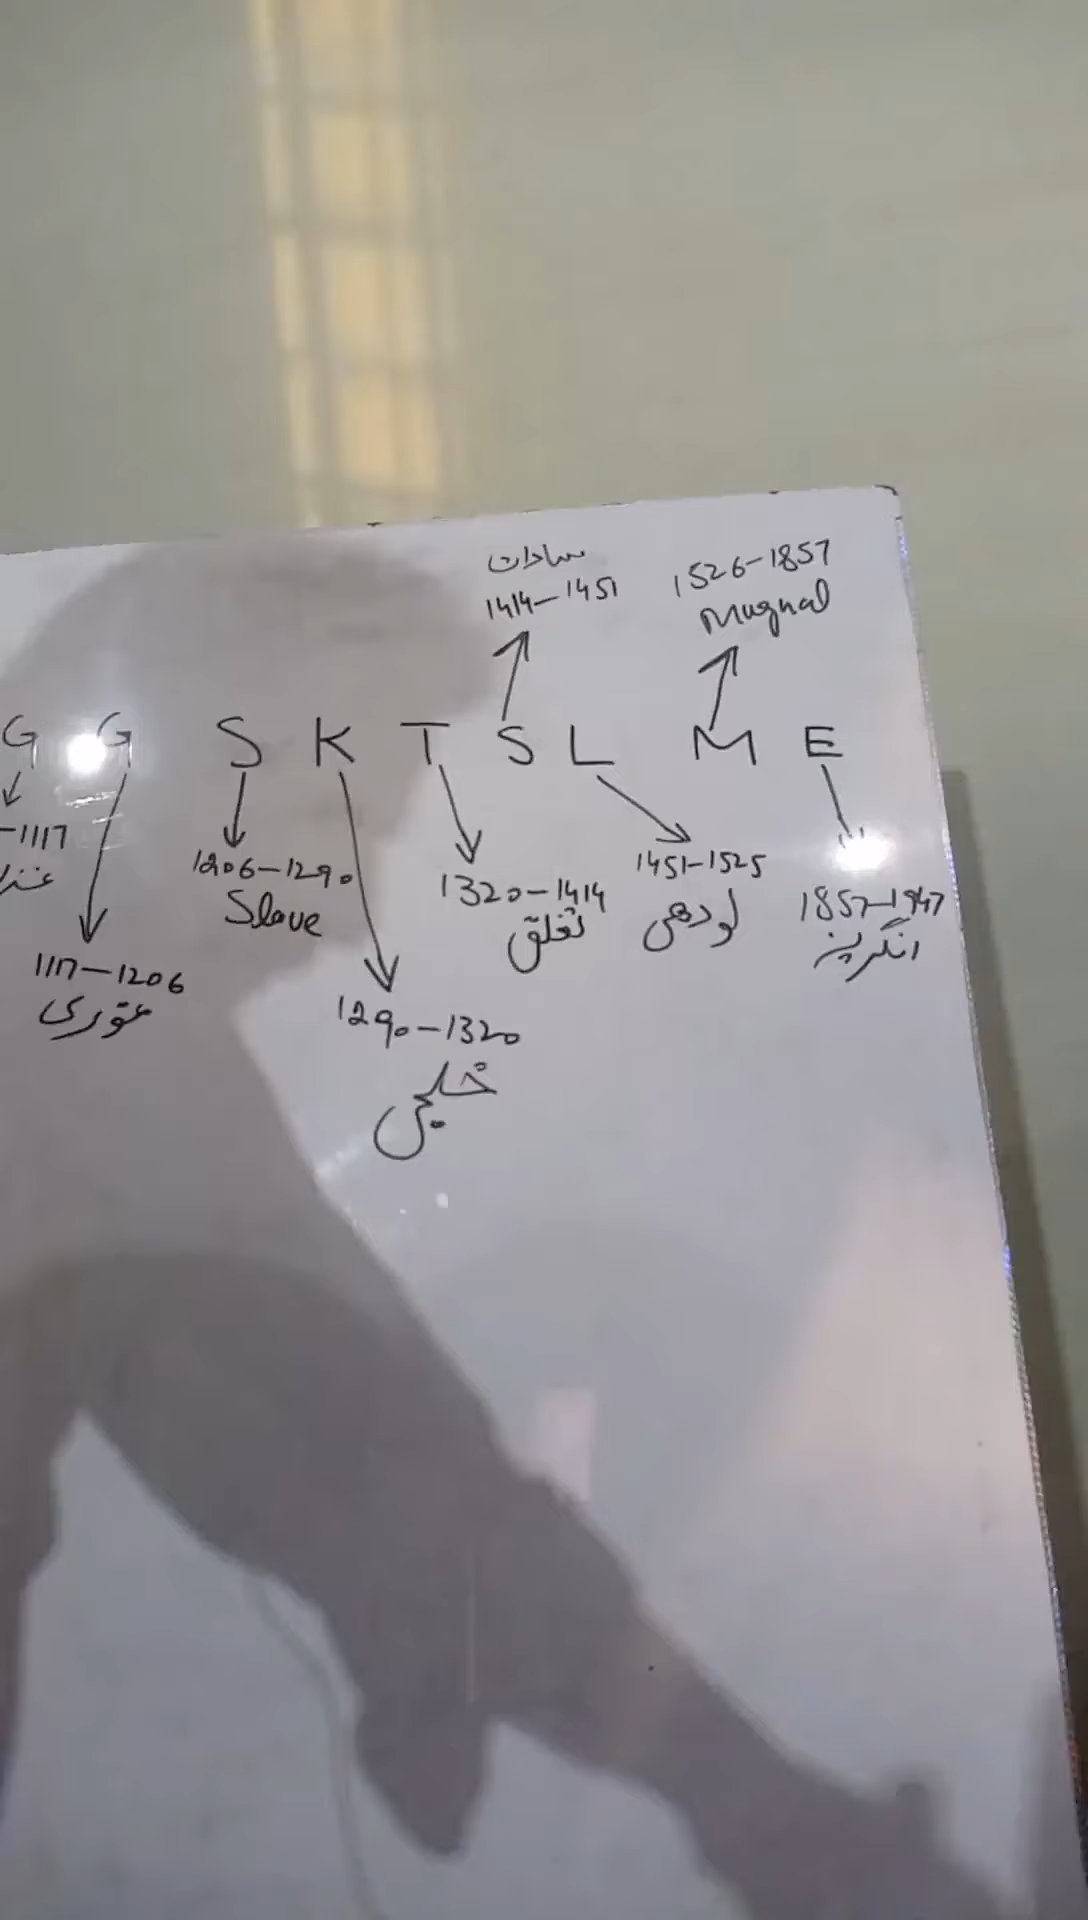 سادات
1414-1451
1526-1857
Mughal
G G S K T S L M E
-1117
1206-1290
Slave
1320-1414
تغلق
1451-1525
لودھی
1857-1947
انگریز
1117-1206
غوری
1290-1320
خلجی